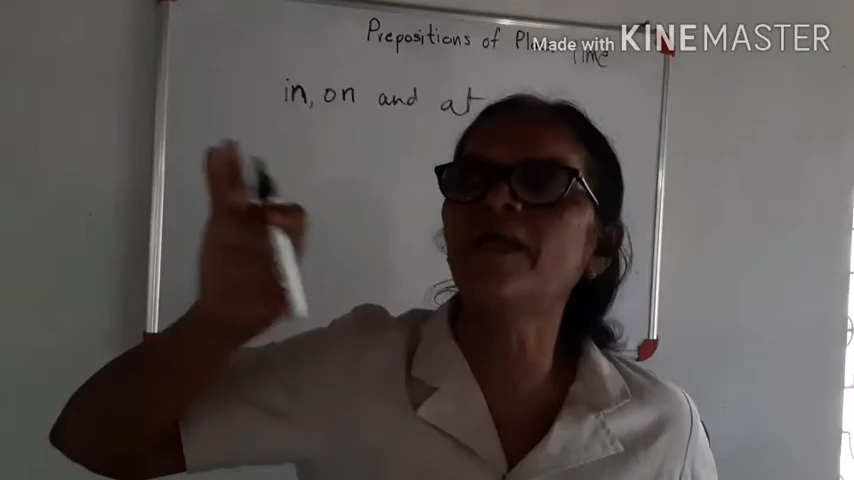 Prepositions of
Made with KINEMASTER
Time
in, on and at